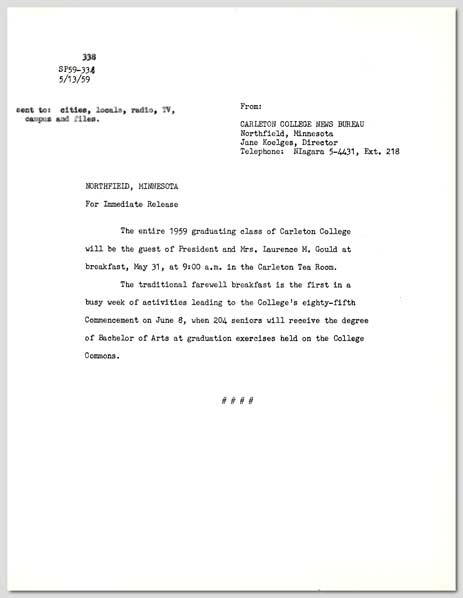 338
SP59-334
5/13/59
sent to: cities, locals, radio, TV,
campus and files.
From:
CARLETON COLLEGE NEWS BUREAU
Northfield, Minnesota
Jane Koelges, Director
Telephone: NIagara 5-4431, Ext. 218
NORTHFIELD, MINNESOTA
For Immediate Release
The entire 1959 graduating class of Carleton College
will be the guest of President and Mrs. Laurence M. Gould at
breakfast, May 31, at 9:00 a.m. in the Carleton Tea Room.
The traditional farewell breakfast is the first in a
busy week of activities leading to the College's eighty-fifth
Commencement on June 8, when 204 seniors will receive the degree
of Bachelor of Arts at graduation exercises held on the College
Commons.
# # # #